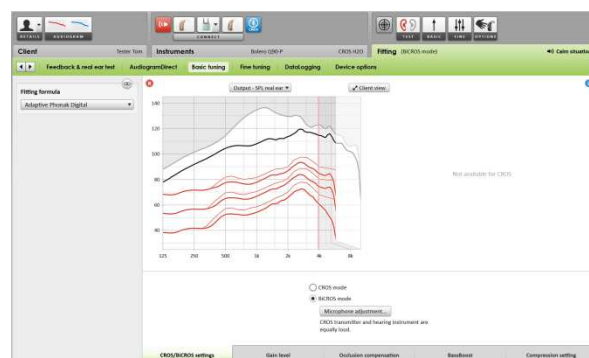 DETAILS AUDIOGRAM CONNECT TEST BASIC FINE OPTIONS
Client Tester Tom Instruments Bolero Q90-P CROS H2O Fitting (BiCROS mode) Calm situation
Feedback & real ear test AudiogramDirect Basic tuning Fine tuning DataLogging Device options
Fitting formula
Adaptive Phonak Digital
Output - SPL real ear
Client view
140
120
100
80
60
40
125 250 500 1k 2k 4k 8k
Not available for CROS
CROS mode
BiCROS mode
Microphone adjustment...
CROS transmitter and hearing instrument are
equally loud.
CROS/BiCROS settings Gain level Occlusion compensation BassBoost Compression setting